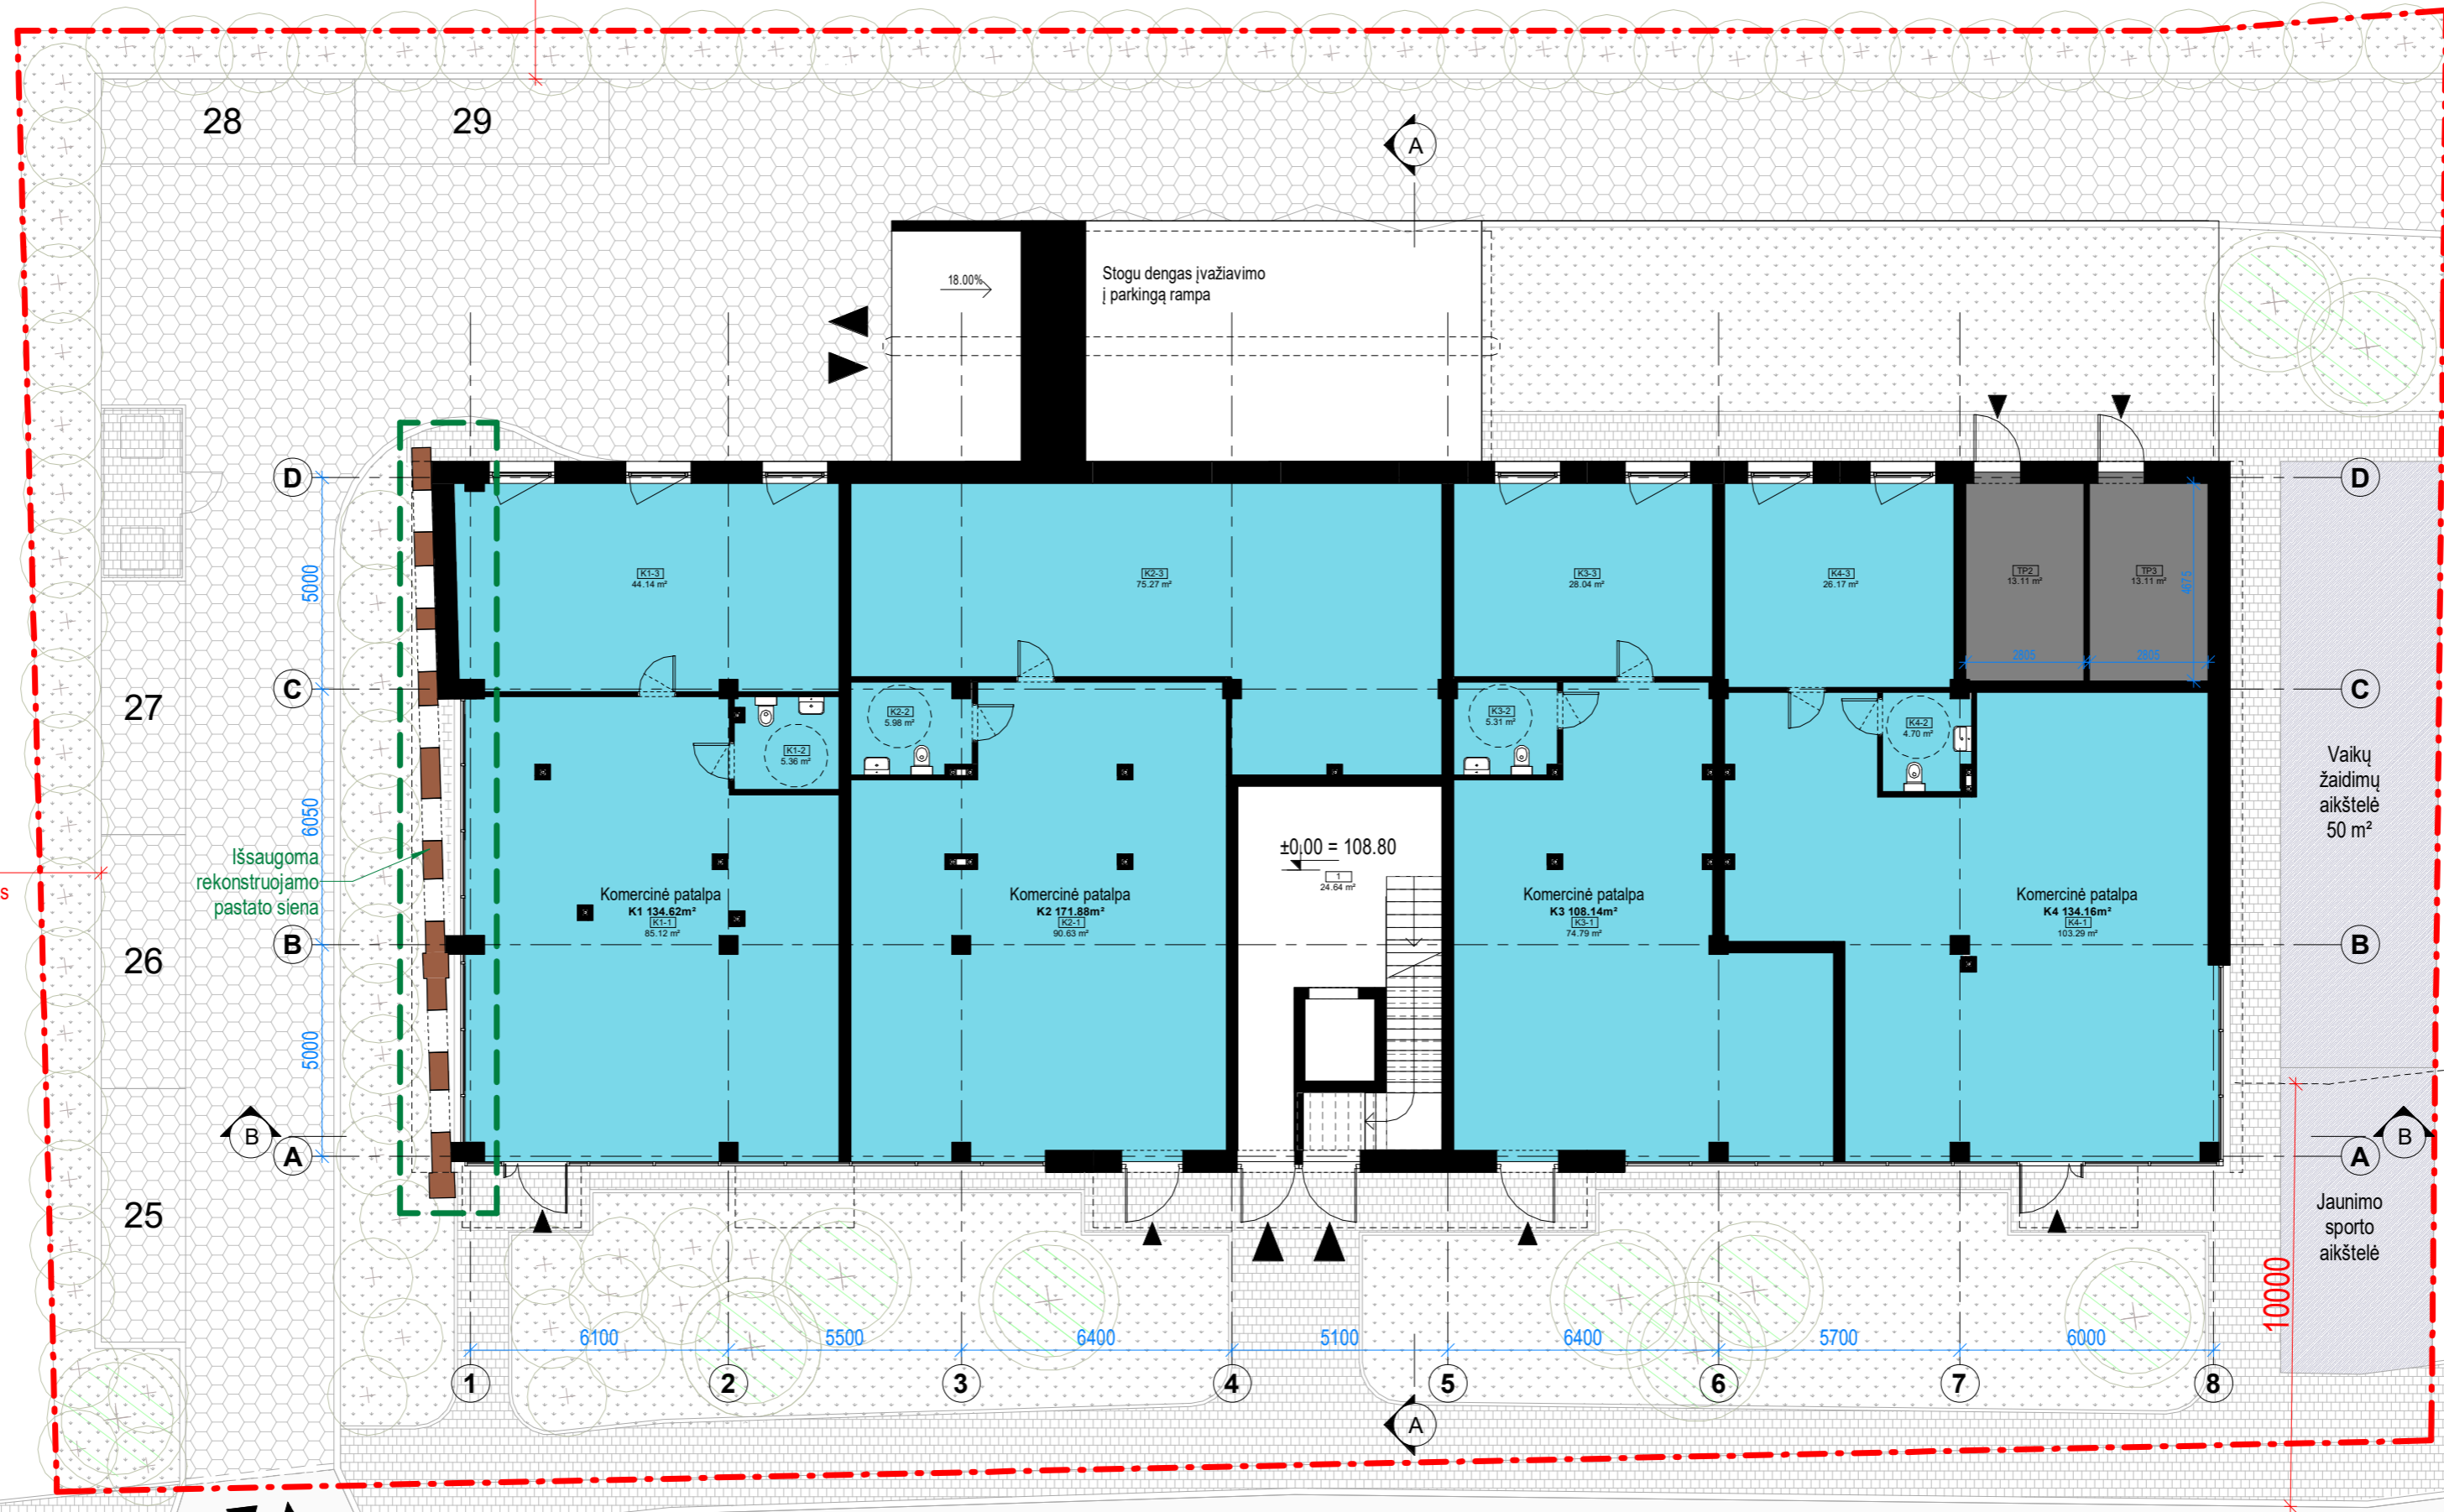 28
29
A
18.00%
Stogu dengas įvažiavimo
į parkingą rampa
D
D
5000
K1-3
44.14 m²
K2-3
75.27 m²
K3-3
28.04 m²
K4-3
26.17 m²
TP2
13.11 m²
TP3
13.11 m²
4675
2805
2805
C
C
27
K1-2
5.36 m²
K2-2
5.98 m²
K3-2
5.31 m²
K4-2
4.70 m²
Vaikų
žaidimų
aikštelė
50 m²
6050
Išsaugoma
rekonstruojamo
pastato siena
s
±0,00 = 108.80
1
24.64 m²
Komercinė patalpa
K1 134.62m²
K1-1
85.12 m²
Komercinė patalpa
K2 171.88m²
K2-1
90.63 m²
Komercinė patalpa
K3 108.14m²
K3-1
74.79 m²
Komercinė patalpa
K4 134.16m²
K4-1
103.29 m²
B
B
26
5000
B
B
A
A
25
Jaunimo
sporto
aikštelė
10000
6100
5500
6400
5100
6400
5700
6000
1
2
3
4
5
6
7
8
A